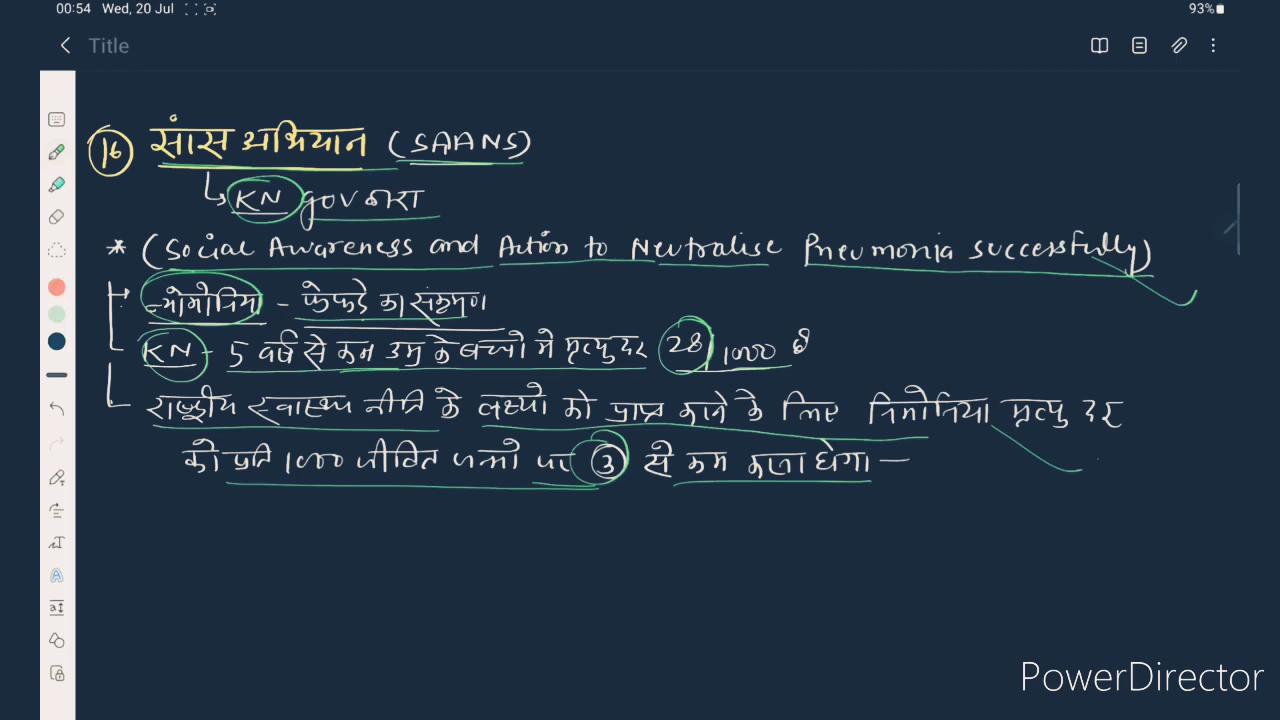 00:54 Wed, 20 Jul 93%
Title
16 सांस अभियान (SAANS)
KN gov द्वारा
* (Social Awareness and Action to Neutralise Pneumonia successfully)
- फेफड़े का संक्रमण
KN - 5 वर्ष से कम उम्र के बच्चो मे मृत्यु दर 28/1000 है
राष्ट्रीय स्वास्थ्य नीति के लक्ष्यो को प्राप्त करने के लिए निमोनिया मृत्यु दर
को प्रति 1000 जीवित जन्मो पर 3 से कम करना होगा -
PowerDirector